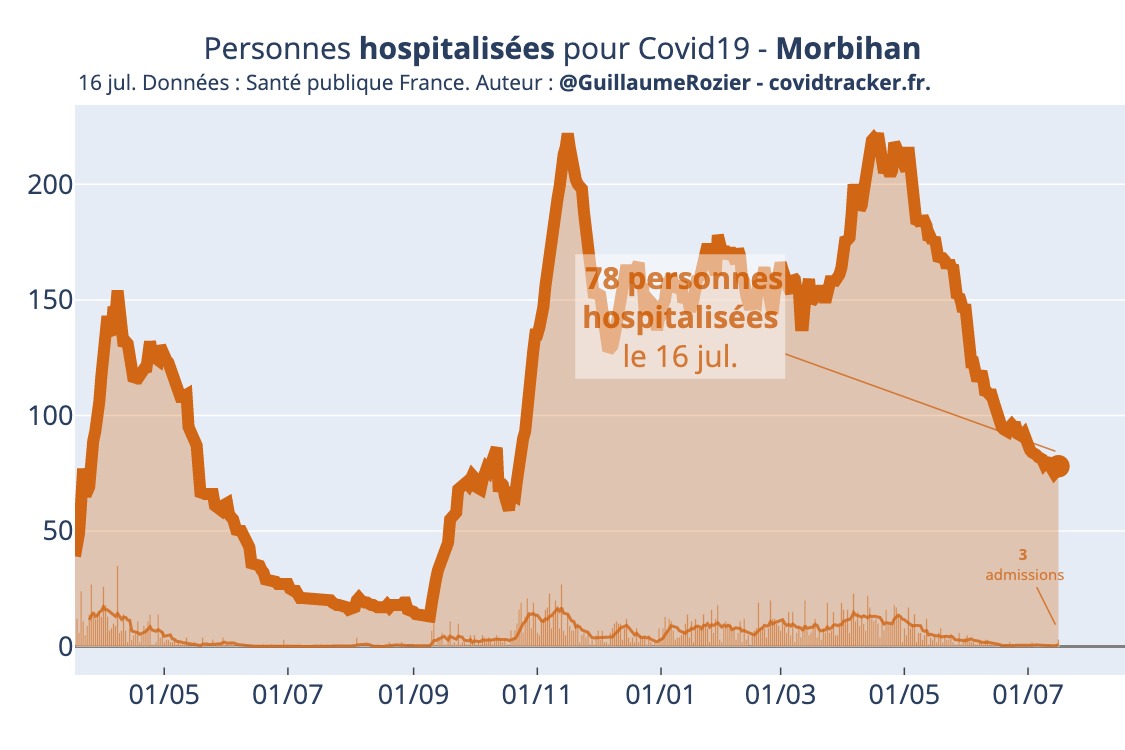 Personnes hospitalisées pour Covid19 - Morbihan
16 jul. Données : Santé publique France. Auteur : @GuillaumeRozier - covidtracker.fr.
200
150
100
50
0
78 personnes
hospitalisées
le 16 jul.
3
admissions
01/05 01/07 01/09 01/11 01/01 01/03 01/05 01/07